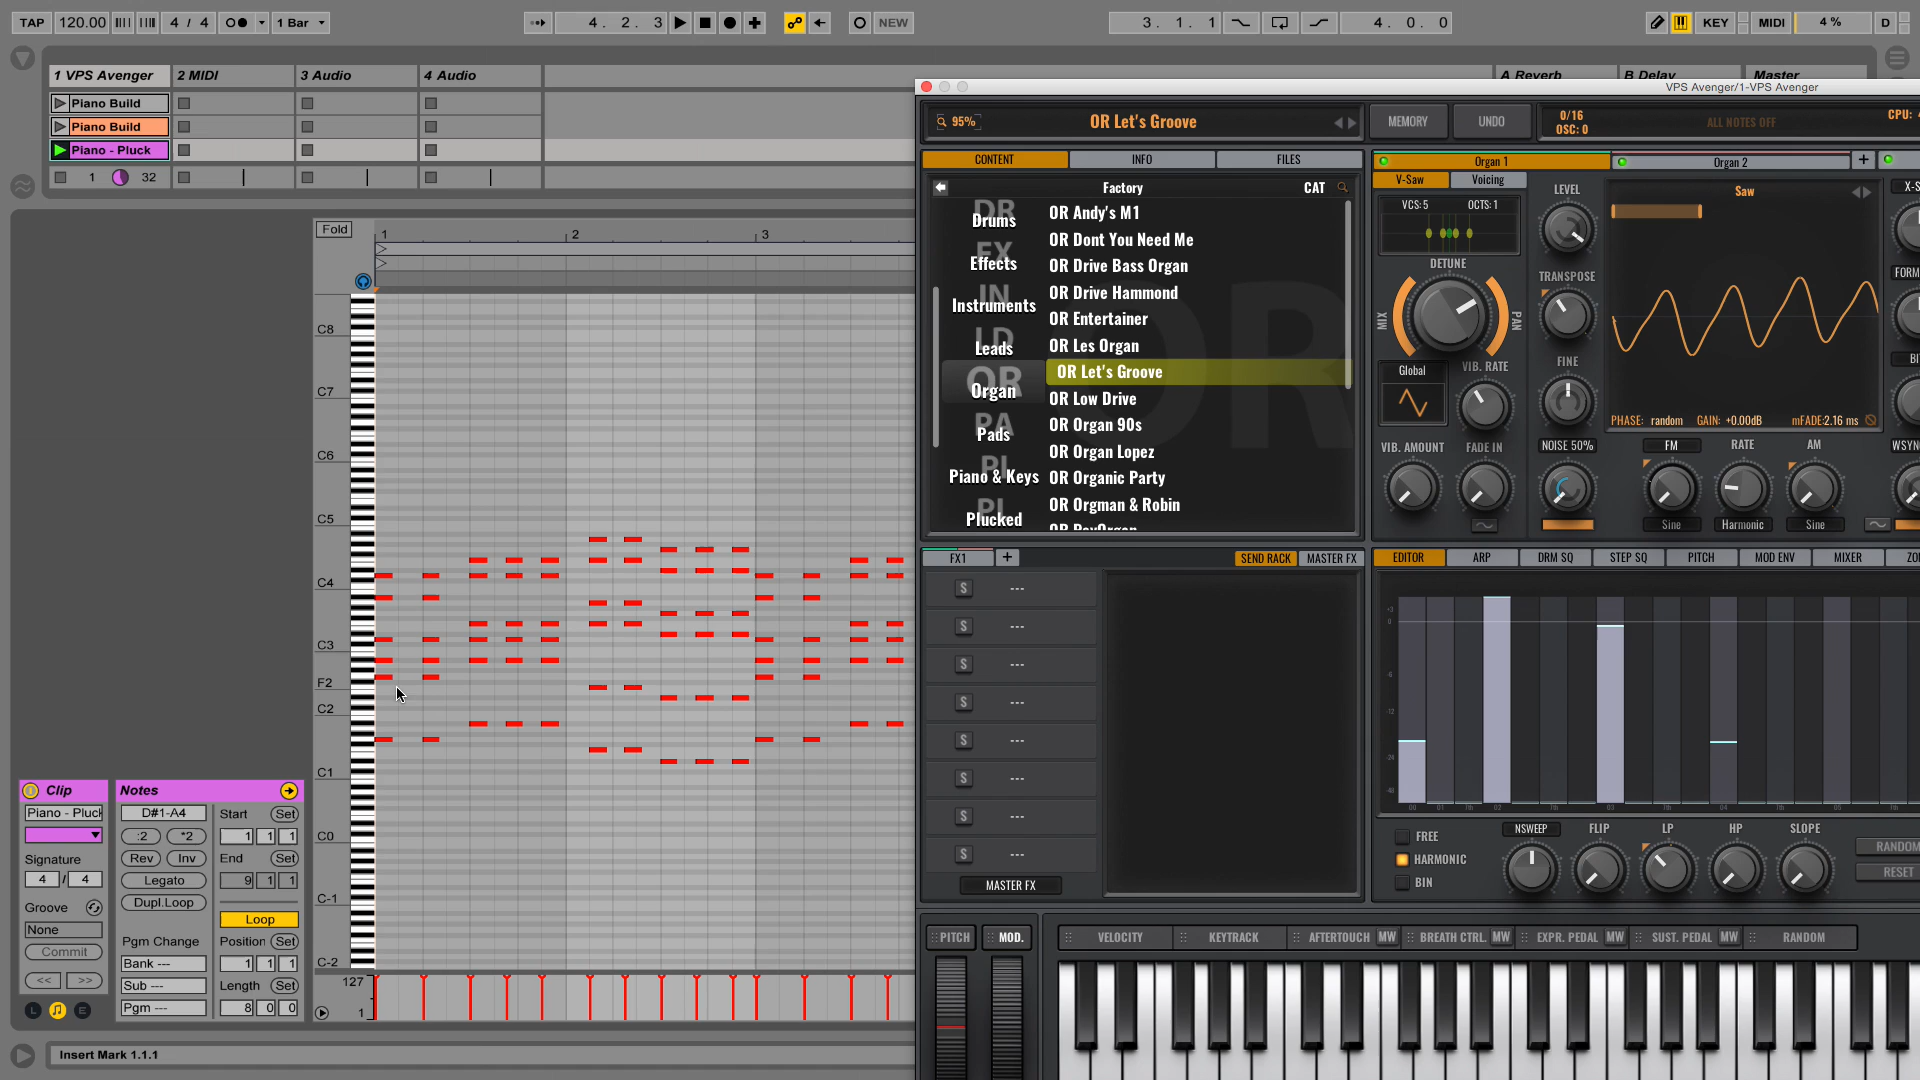 TAP 120.00 4 / 4 1 Bar 4. 2. 3 NEW 3. 1. 1 4. 0. 0 KEY MIDI 4 % D
1 VPS Avenger 2 MIDI 3 Audio 4 Audio A Reverb B Delay Master
Piano Build
Piano Build
Piano - Pluck
1 32
VPS Avenger/1-VPS Avenger
95% OR Let's Groove MEMORY UNDO 0/16 OSC: 0 ALL NOTES OFF CPU:
CONTENT INFO FILES Organ 1 Organ 2 +
Factory CAT
DR
Drums
FX
Effects
IN
Instruments
LD
Leads
OR
Organ
PA
Pads
PI
Piano & Keys
PL
Plucked
OR Andy's M1
OR Dont You Need Me
OR Drive Bass Organ
OR Drive Hammond
OR Entertainer
OR Les Organ
OR Let's Groove
OR Low Drive
OR Organ 90s
OR Organ Lopez
OR Organic Party
OR Orgman & Robin
OR
V-Saw Voicing
VCS: 5 OCTS: 1
DETUNE
MIX PAN
Global VIB. RATE
VIB. AMOUNT FADE IN
LEVEL
TRANSPOSE
FINE
NOISE 50%
Saw
PHASE: random GAIN: +0.00dB mFADE:2.16 ms
FM RATE AM
Sine Harmonic Sine
X-S
FORM
BI
WSYN
FX1 + SEND RACK MASTER FX
S ---
S ---
S ---
S ---
S ---
S ---
S ---
S ---
MASTER FX
EDITOR ARP DRM SQ STEP SQ PITCH MOD ENV MIXER ZO
FREE
HARMONIC
BIN
NSWEEP FLIP LP HP SLOPE
RANDOM
RESET
PITCH MOD. VELOCITY KEYTRACK AFTERTOUCH MW BREATH CTRL. MW EXPR. PEDAL MW SUST. PEDAL MW RANDOM
Fold
1 2 3
C8
C7
C6
C5
C4
C3
F2
C2
C1
C0
C-1
C-2
127
1
Clip
Piano - Pluck
Signature
4 / 4
Groove
None
Commit
<< >>
L E
Notes
D#1-A4
:2 *2
Rev Inv
Legato
Dupl.Loop
Pgm Change
Bank ---
Sub ---
Pgm ---
Start Set
1 1 1
End Set
9 1 1
Loop
Position Set
1 1 1
Length Set
8 0 0
Insert Mark 1.1.1